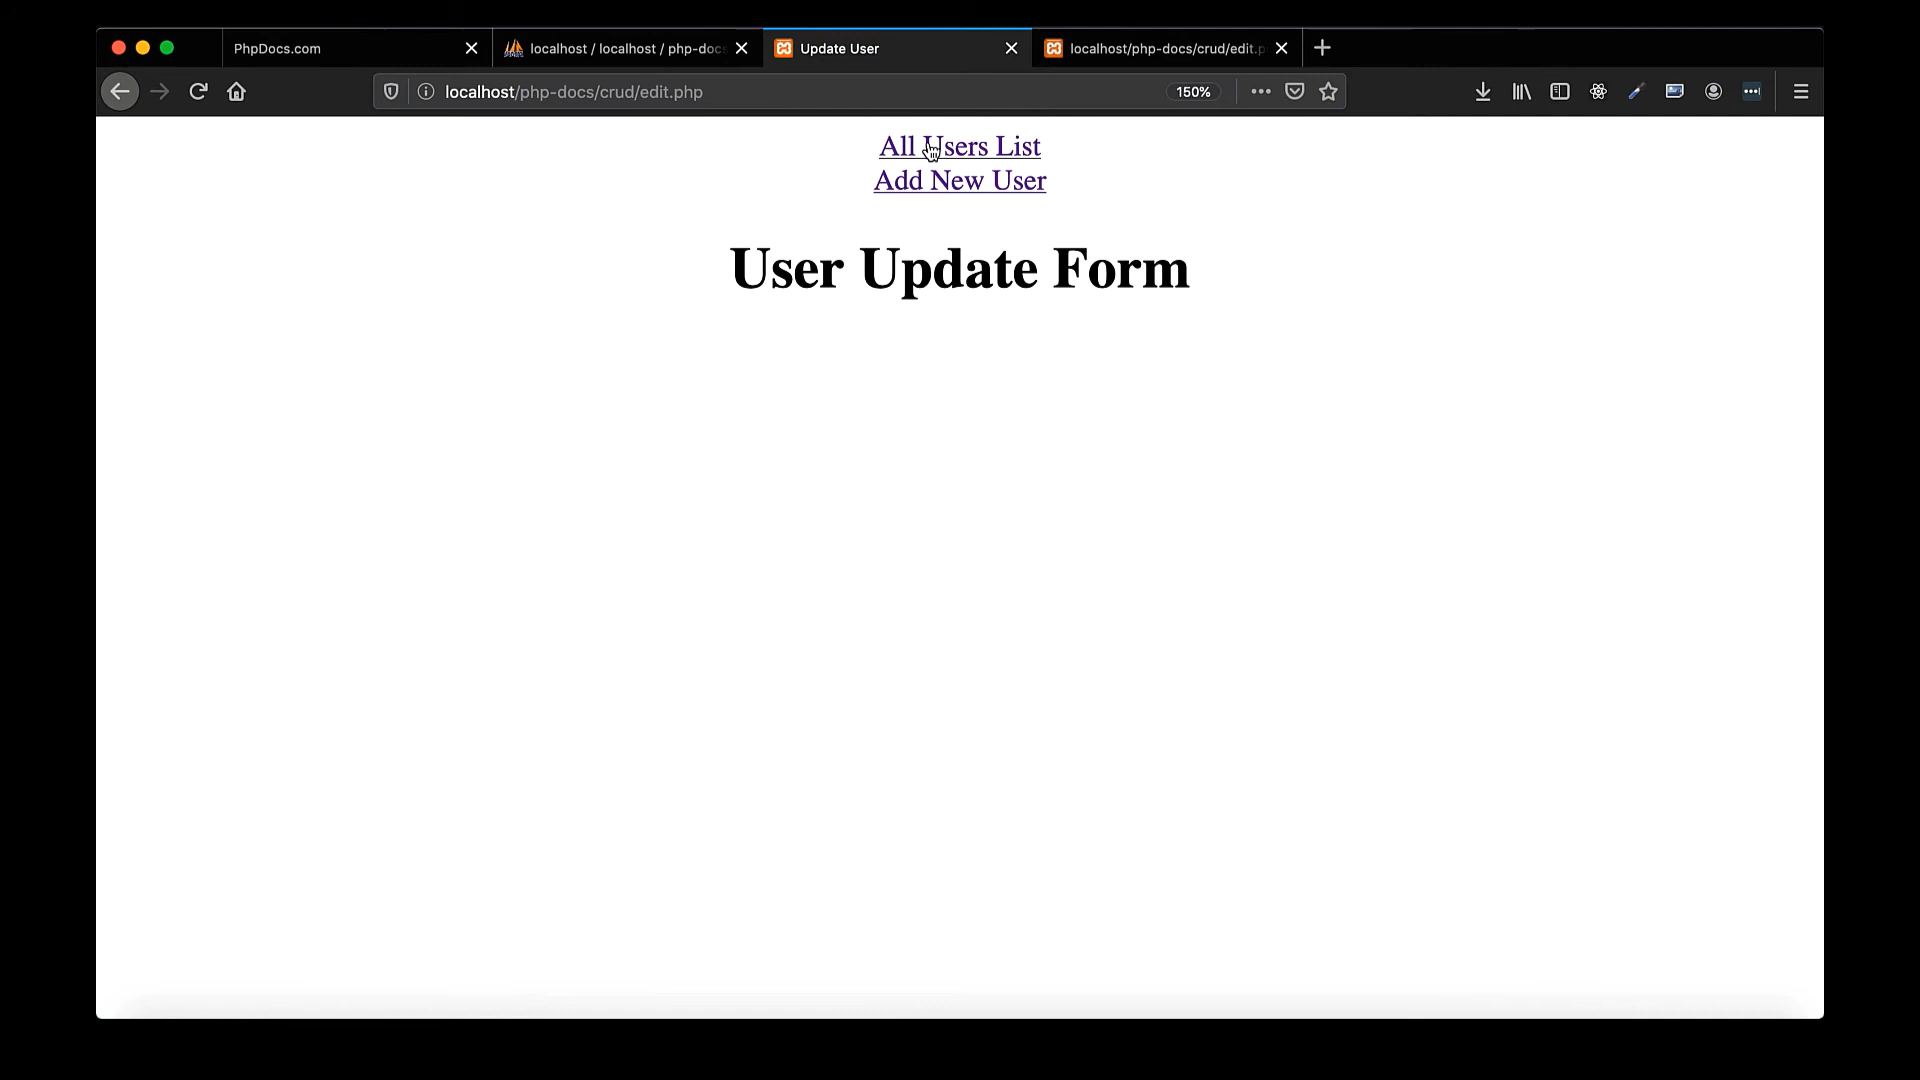 PhpDocs.com
localhost / localhost / php-doc
Update User
localhost/php-docs/crud/edit.p
localhost/php-docs/crud/edit.php
150%
All Users List
Add New User
User Update Form